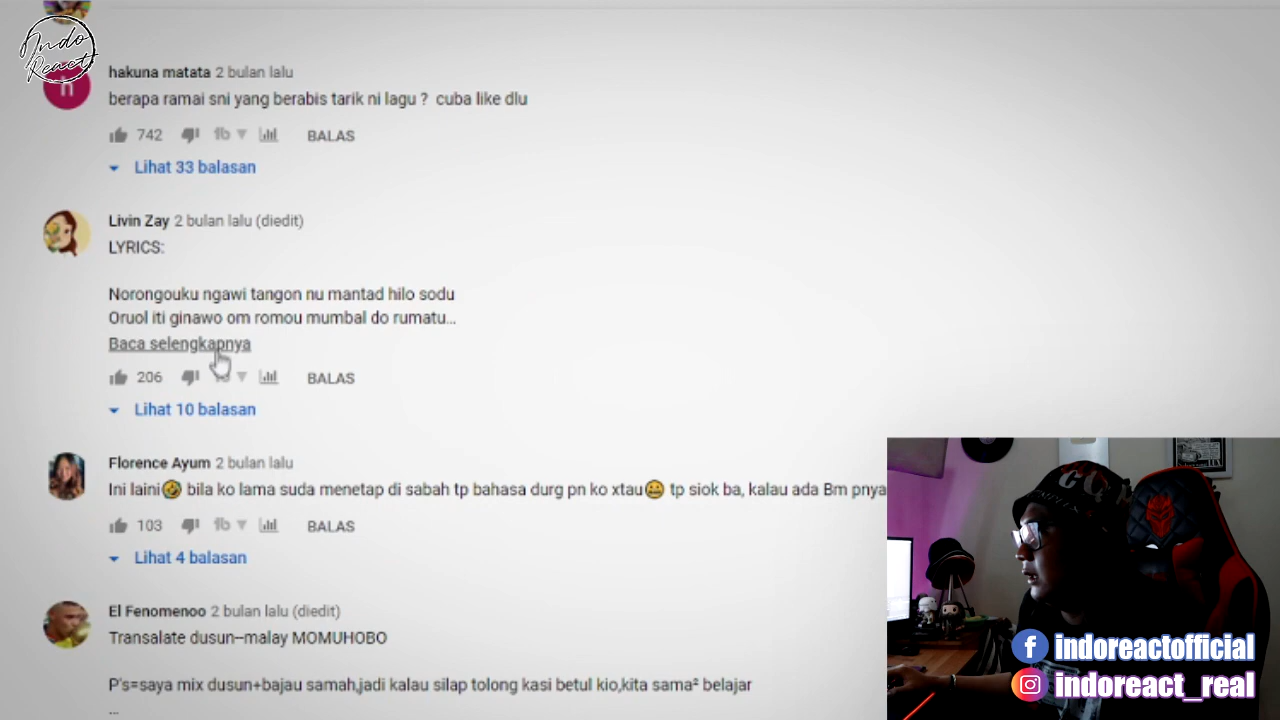 Indo
React
hakuna matata 2 bulan lalu
berapa ramai sni yang berabis tarik ni lagu ? cuba like dlu
742 BALAS
Lihat 33 balasan
Livin Zay 2 bulan lalu (diedit)
LYRICS:
Norongouku ngawi tangon nu mantad hilo sodu
Oruol iti ginawo om romou mumbal do rumatu...
Baca selengkapnya
206 BALAS
Lihat 10 balasan
Florence Ayum 2 bulan lalu
Ini laini🤣 bila ko lama suda menetap di sabah tp bahasa durg pn ko xtau😀 tp siok ba, kalau ada Bm pnya
103 BALAS
Lihat 4 balasan
El Fenomenoo 2 bulan lalu (diedit)
Transalate dusun--malay MOMUHOBO
P's=saya mix dusun+bajau samah,jadi kalau silap tolong kasi betul kio,kita sama² belajar
...
indoreactofficial
indoreact_real